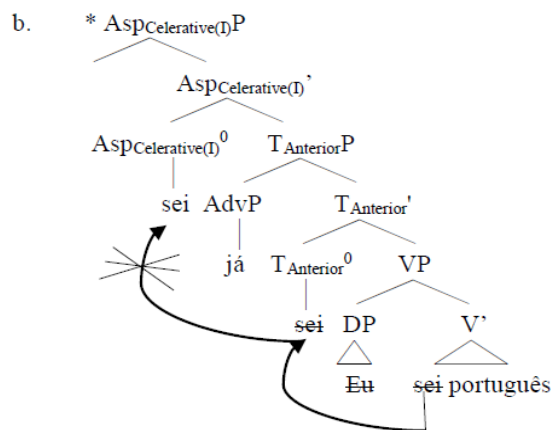 b. * Asp_Celerative(I)P
Asp_Celerative(I)’
Asp_Celerative(I)⁰ T_AnteriorP
sei AdvP T_Anterior'
já T_Anterior⁰ VP
sei DP V’
Eu sei português